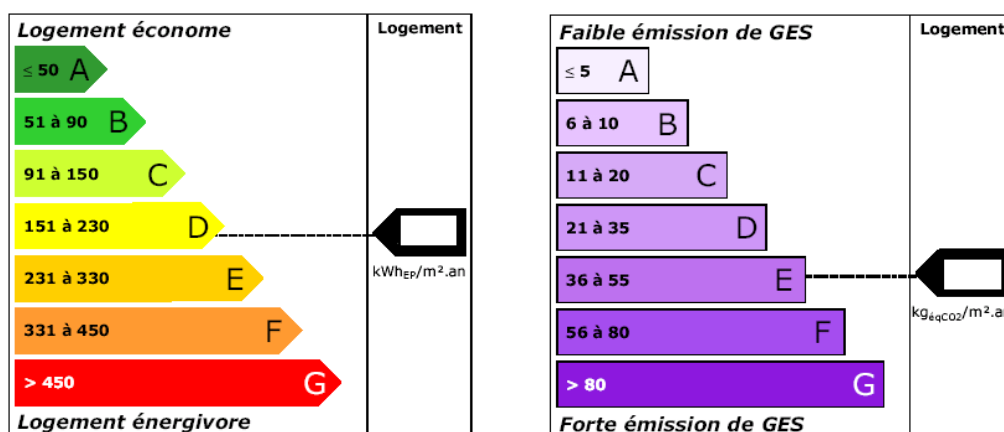 Logement économe
Logement
≤ 50 A
51 à 90 B
91 à 150 C
151 à 230 D
231 à 330 E
331 à 450 F
> 450 G
kWhEP/m².an
Logement énergivore
Faible émission de GES
Logement
≤ 5 A
6 à 10 B
11 à 20 C
21 à 35 D
36 à 55 E
56 à 80 F
> 80 G
kgéqCO2/m².a
Forte émission de GES